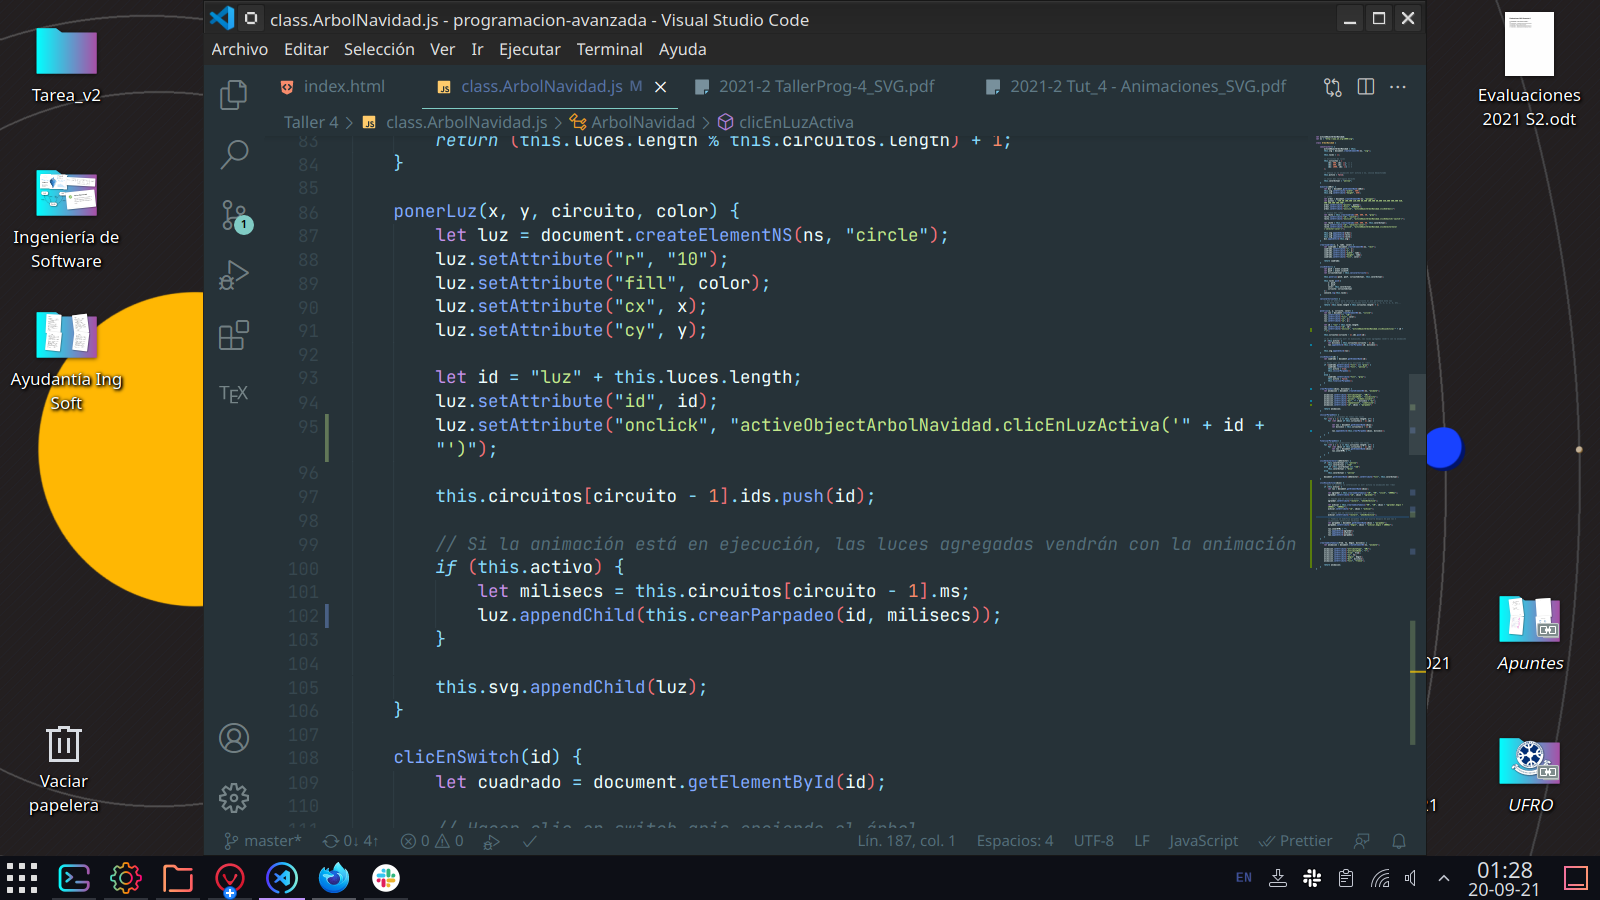 class.ArbolNavidad.js - programacion-avanzada - Visual Studio Code
Archivo Editar Selección Ver Ir Ejecutar Terminal Ayuda
index.html
class.ArbolNavidad.js M
2021-2 TallerProg-4_SVG.pdf
2021-2 Tut_4 - Animaciones_SVG.pdf
Taller 4 > class.ArbolNavidad.js > ArbolNavidad > clicEnLuzActiva
83 return (this.luces.length % this.circuitos.length) + 1;
84 }
85
86 ponerLuz(x, y, circuito, color) {
87 let luz = document.createElementNS(ns, "circle");
88 luz.setAttribute("r", "10");
89 luz.setAttribute("fill", color);
90 luz.setAttribute("cx", x);
91 luz.setAttribute("cy", y);
92
93 let id = "luz" + this.luces.length;
94 luz.setAttribute("id", id);
95 luz.setAttribute("onclick", "activeObjectArbolNavidad.clicEnLuzActiva('" + id +
"')");
96
97 this.circuitos[circuito - 1].ids.push(id);
98
99 // Si la animación está en ejecución, las luces agregadas vendrán con la animación
100 if (this.activo) {
101 let milisecs = this.circuitos[circuito - 1].ms;
102 luz.appendChild(this.crearParpadeo(id, milisecs));
103 }
104
105 this.svg.appendChild(luz);
106 }
107
108 clicEnSwitch(id) {
109 let cuadrado = document.getElementById(id);
110
111 // Hacer clic en switch gris enciende el árbol
master* 0↓ 4↑ 0 0
Lín. 187, col. 1 Espacios: 4 UTF-8 LF JavaScript Prettier
1
TEX
Tarea_v2
Ingeniería de
Software
Ayudantía Ing
Soft
Vaciar
papelera
Evaluaciones
2021 S2.odt
021
Apuntes
1
UFRO
EN
01:28
20-09-21